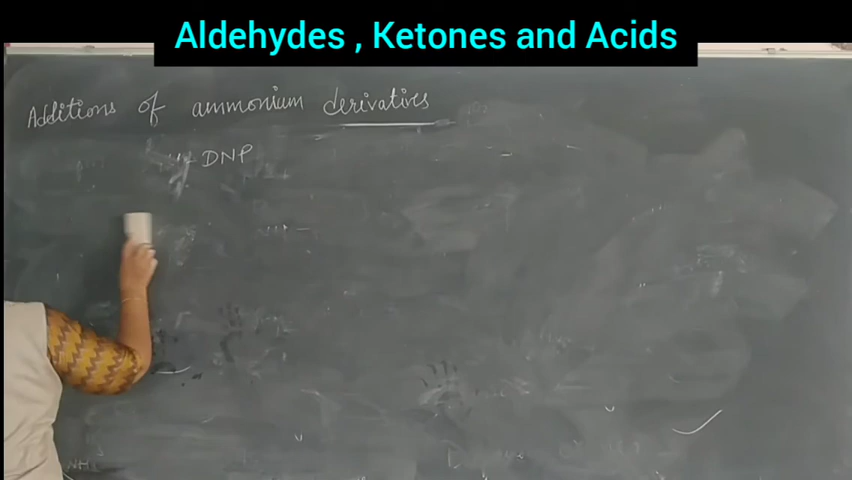 Aldehydes , Ketones and Acids
Additions of ammonium derivatives
DNP